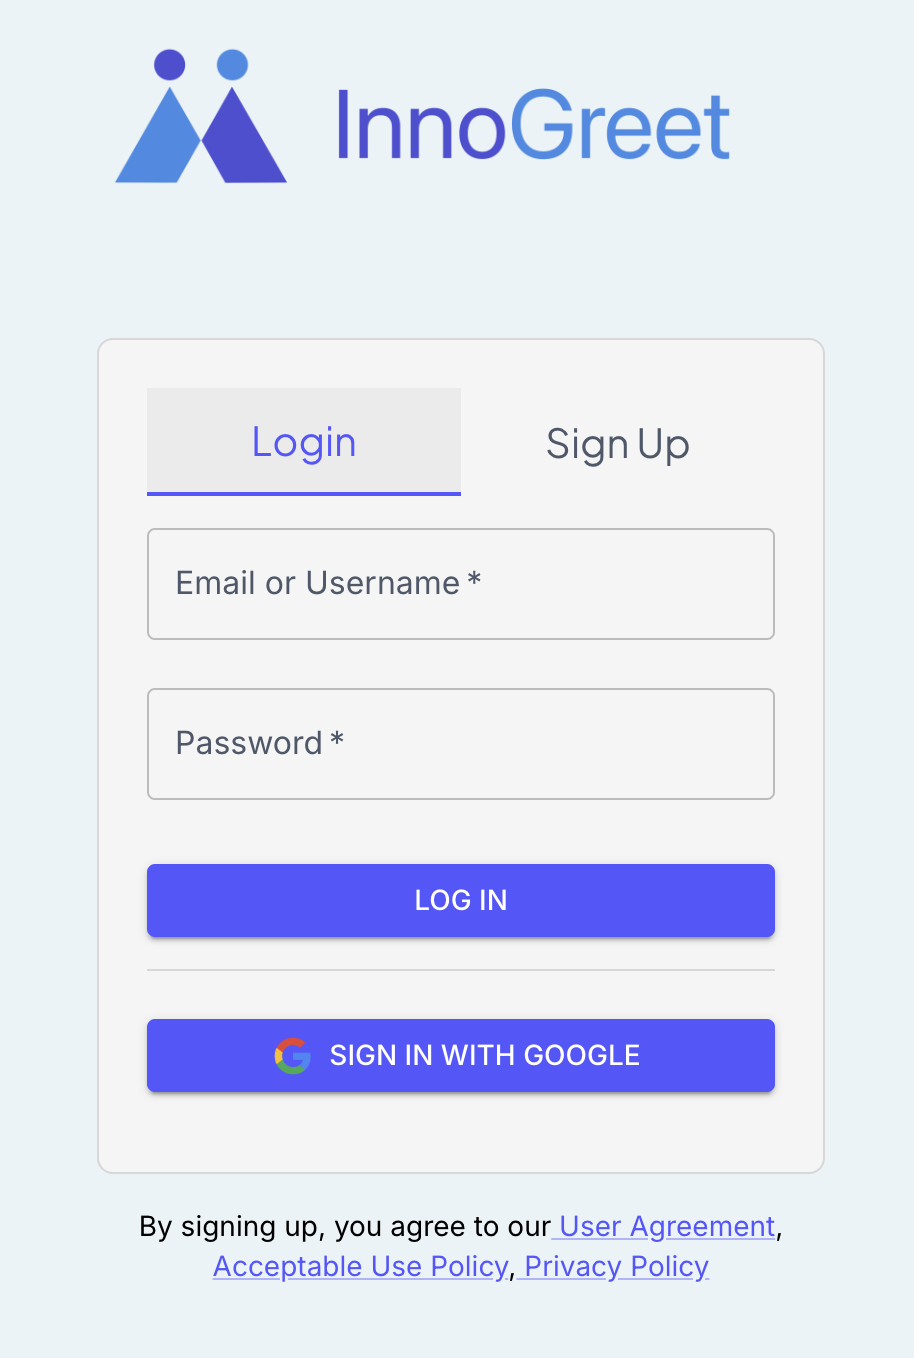 InnoGreet
Login
Sign Up
Email or Username *
Password *
LOG IN
SIGN IN WITH GOOGLE
By signing up, you agree to our User Agreement,
Acceptable Use Policy, Privacy Policy